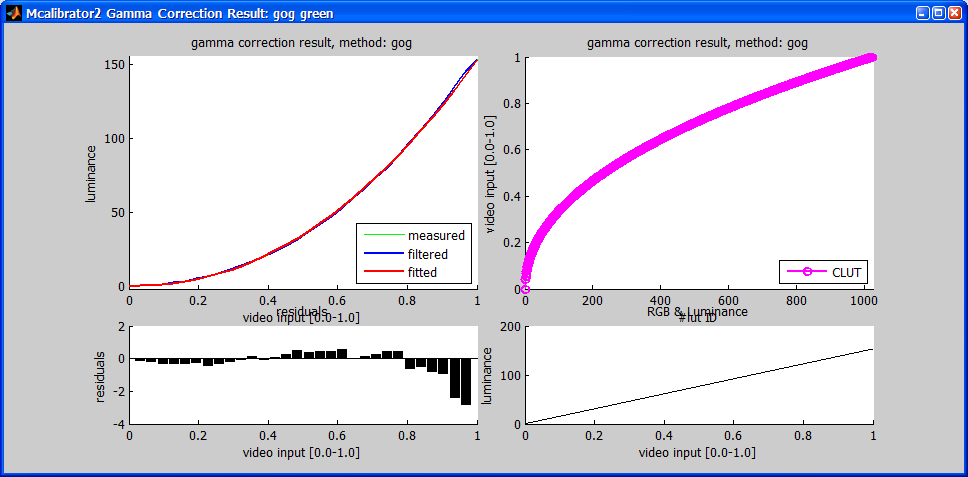 Mcalibrator2 Gamma Correction Result: gog green
gamma correction result, method: gog
luminance
150
100
50
0
measured
filtered
fitted
0 0.2 0.4 0.6 0.8 1
video input [0.0-1.0]
gamma correction result, method: gog
video input [0.0-1.0]
1
0.8
0.6
0.4
0.2
0
CLUT
0 200 400 600 800 1000
#lut ID
residuals
residuals
2
0
-2
-4
0 0.2 0.4 0.6 0.8 1
video input [0.0-1.0]
RGB & Luminance
luminance
200
100
0
0 0.2 0.4 0.6 0.8 1
video input [0.0-1.0]